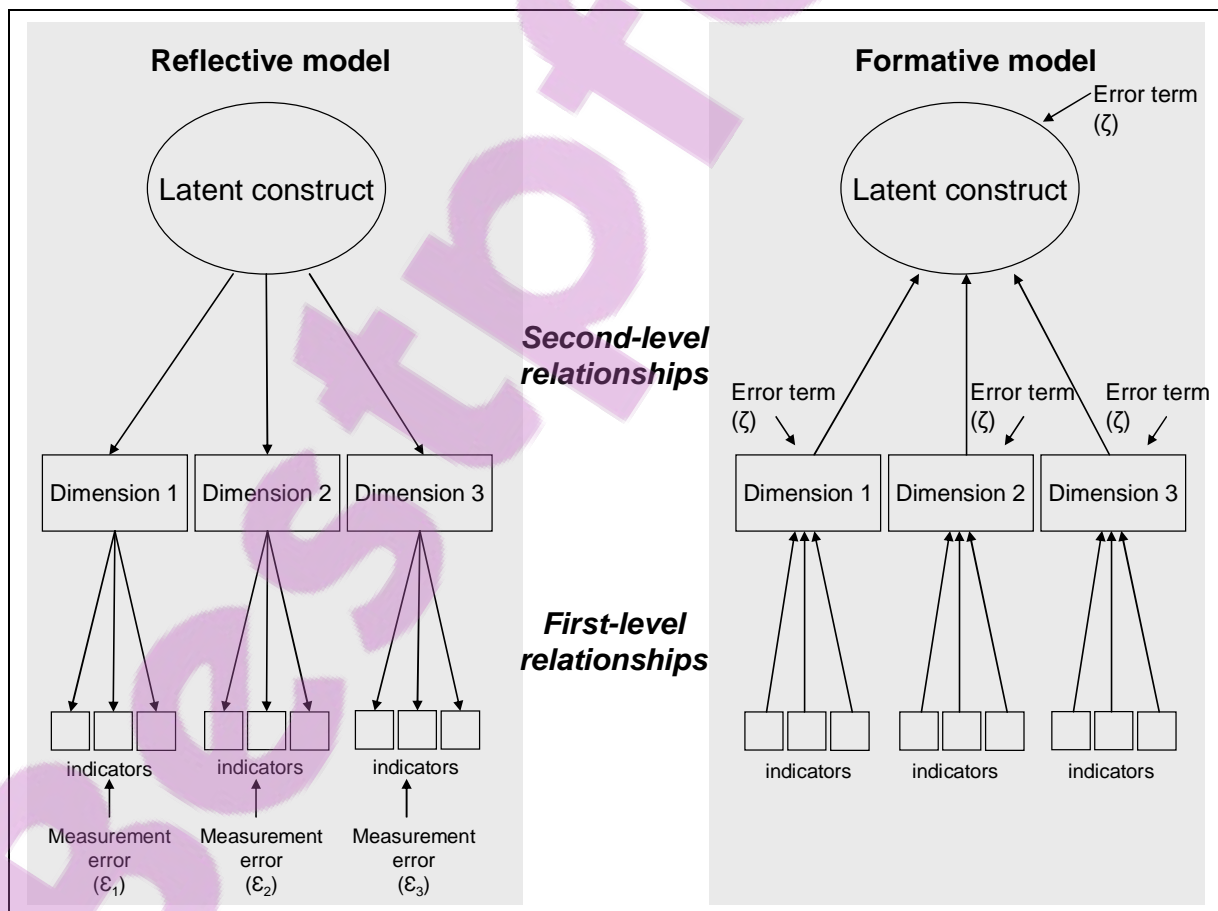 Reflective model
Latent construct
Dimension 1
Dimension 2
Dimension 3
indicators
indicators
indicators
Measurement
error
(ε₁)
Measurement
error
(ε₂)
Measurement
error
(ε₃)
Second-level
relationships
First-level
relationships
Formative model
Error term
(ζ)
Latent construct
Error term
(ζ)
Error term
(ζ)
Error term
(ζ)
Dimension 1
Dimension 2
Dimension 3
indicators
indicators
indicators
Bestpf